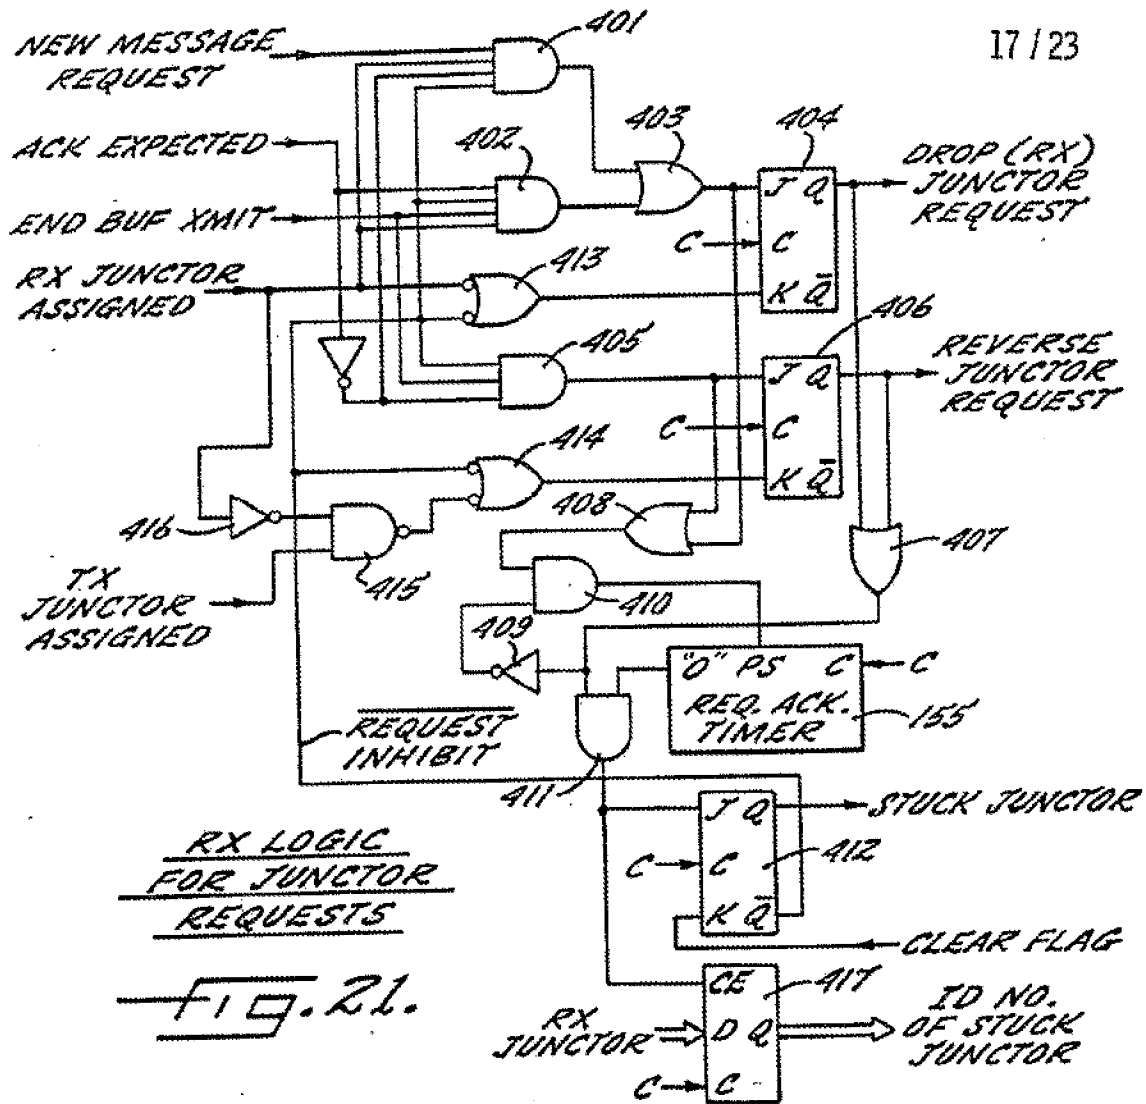 17/23
NEW MESSAGE
REQUEST
401
ACK EXPECTED
402
403
404
DROP (RX)
JUNCTOR
REQUEST
END BUF XMIT
J Q
C
C
K Q̅
RX JUNCTOR
ASSIGNED
413
405
406
REVERSE
JUNCTOR
REQUEST
J Q
C
C
K Q̅
414
408
407
416
415
410
TX
JUNCTOR
ASSIGNED
409
"0" PS C
C
REQ. ACK.
TIMER
155
REQUEST
INHIBIT
411
J Q
STUCK JUNCTOR
C
C
412
K Q̅
CLEAR FLAG
RX LOGIC
FOR JUNCTOR
REQUESTS
Fig. 21.
CE
417
RX
JUNCTOR
D Q
ID NO.
OF STUCK
JUNCTOR
C
C